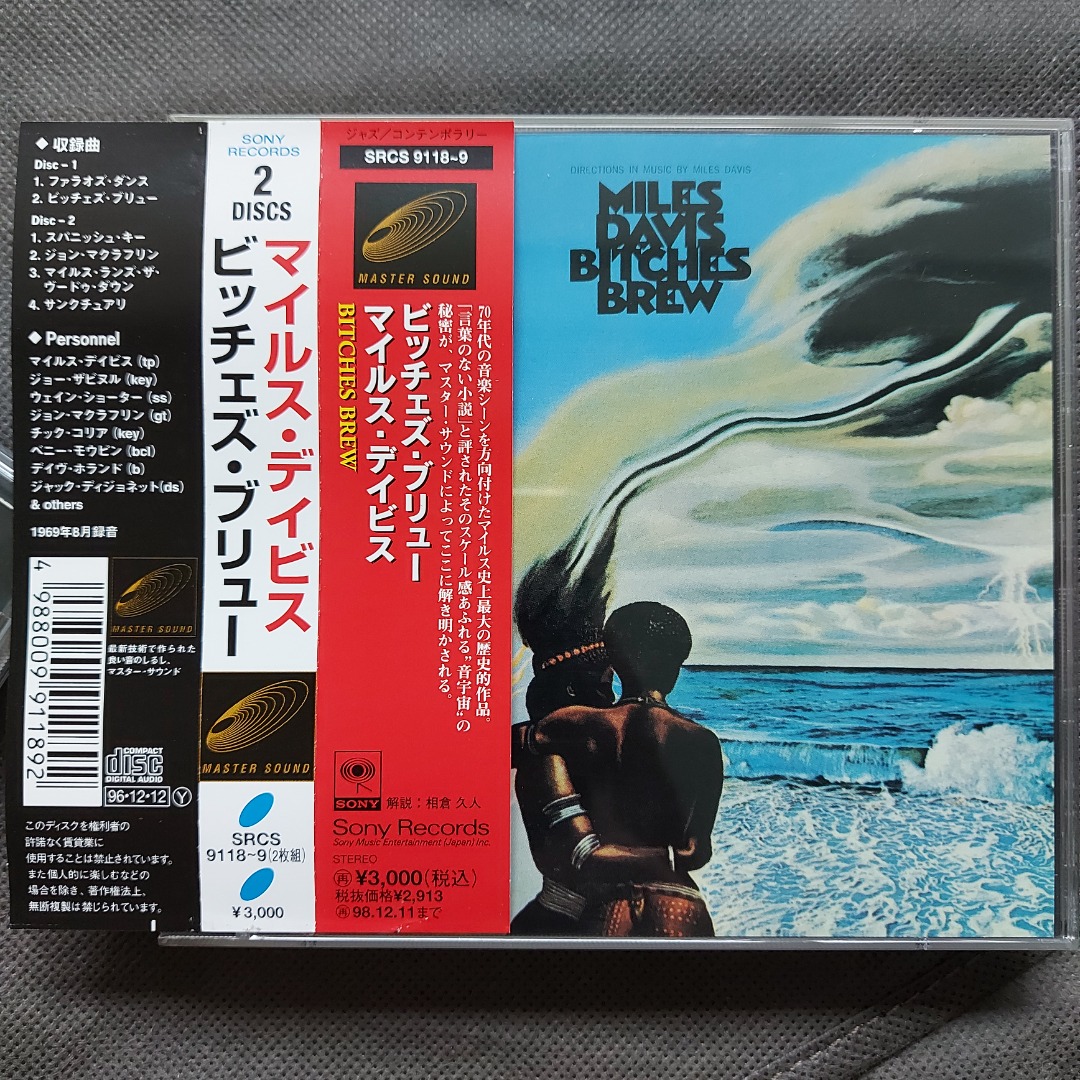 ◆ 収録曲
Disc-1
1. ファラオズ・ダンス
2. ビッチェズ・ブリュー
Disc-2
1. スパニッシュ・キー
2. ジョン・マクラフリン
3. マイルス・ランズ・ザ・
ヴードゥ・ダウン
4. サンクチュアリ
◆ Personnel
マイルス・デイビス (tp)
ジョー・ザビヌル (key)
ウェイン・ショーター (ss)
ジョン・マクラフリン (gt)
チック・コリア (key)
ベニー・モウピン (bcl)
デイヴ・ホランド (b)
ジャック・ディジョネット(ds)
& others
1969年8月録音
4 988009 911892
MASTER SOUND
最新技術で作られた
良い音のしるし、
マスター・サウンド
COMPACT
disc
DIGITAL AUDIO
96・12・12 Y
このディスクを権利者の
許諾なく賃貸業に
使用することは禁止されています。
また個人的に楽しむなどの
場合を除き、著作権法上、
無断複製は禁じられています。
SONY
RECORDS
2
DISCS
マイルス・デイビス
ビッチェズ・ブリュー
MASTER SOUND
SRCS
9118~9(2枚組)
¥3,000
ジャズ/コンテンポラリー
SRCS 9118~9
MASTER SOUND
70年代の音楽シーンを方向付けたマイルス史上最大の歴史的作品。
「言葉のない小説」と評されたそのスケール感あふれる"音宇宙"の
秘密が、マスター・サウンドによってここに解き明かされる。
ビッチェズ・ブリュー
マイルス・デイビス
BITCHES BREW
SONY
解説:相倉 久人
Sony Records
Sony Music Entertainment (Japan) Inc.
STEREO
再 ¥3,000(税込)
税抜価格¥2,913
再 98.12.11まで
DIRECTIONS IN MUSIC BY MILES DAVIS
MILES
DAVIS
BITCHES
BREW